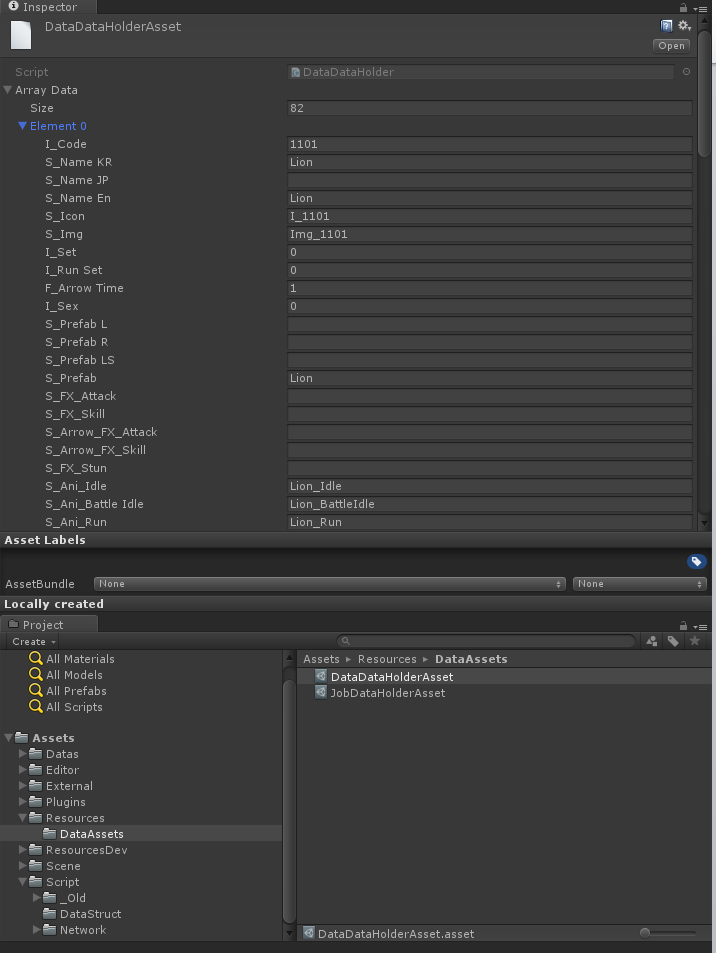 Inspector
DataDataHolderAsset
Open
Script DataDataHolder
Array Data
Size 82
Element 0
I_Code 1101
S_Name KR Lion
S_Name JP
S_Name En Lion
S_Icon I_1101
S_Img Img_1101
I_Set 0
I_Run Set 0
F_Arrow Time 1
I_Sex 0
S_Prefab L
S_Prefab R
S_Prefab LS
S_Prefab Lion
S_FX_Attack
S_FX_Skill
S_Arrow_FX_Attack
S_Arrow_FX_Skill
S_FX_Stun
S_Ani_Idle Lion_Idle
S_Ani_Battle Idle Lion_BattleIdle
S_Ani_Run Lion_Run
Asset Labels
AssetBundle None None
Locally created
Project
Create
All Materials
All Models
All Prefabs
All Scripts
Assets
Datas
Editor
External
Plugins
Resources
DataAssets
ResourcesDev
Scene
Script
_Old
DataStruct
Network
Assets Resources DataAssets
DataDataHolderAsset
JobDataHolderAsset
DataDataHolderAsset.asset